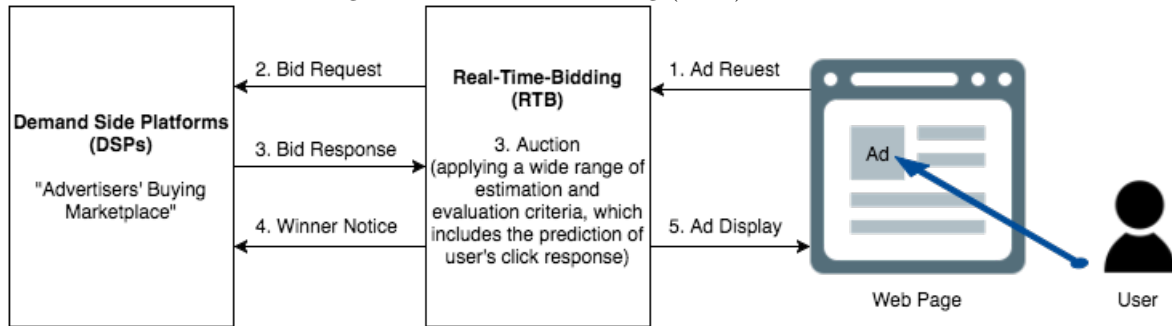 Demand Side Platforms
(DSPs)
"Advertisers' Buying
Marketplace"
2. Bid Request
3. Bid Response
4. Winner Notice
Real-Time-Bidding
(RTB)
3. Auction
(applying a wide range of
estimation and
evaluation criteria, which
includes the prediction of
user's click response)
1. Ad Reuest
5. Ad Display
Ad
Web Page
User